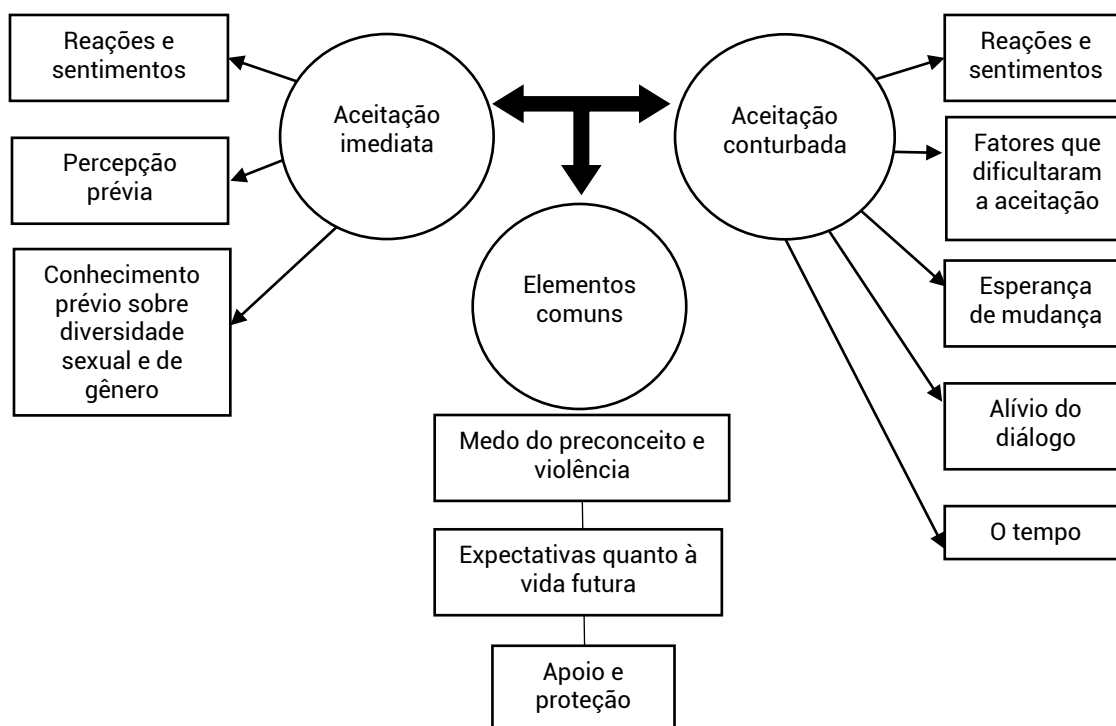 Reações e
sentimentos
Percepção
prévia
Conhecimento
prévio sobre
diversidade
sexual e de
gênero
Aceitação
imediata
Elementos
comuns
Medo do preconceito e
violência
Expectativas quanto à
vida futura
Apoio e
proteção
Aceitação
conturbada
Reações e
sentimentos
Fatores que
dificultaram
a aceitação
Esperança
de mudança
Alívio do
diálogo
O tempo